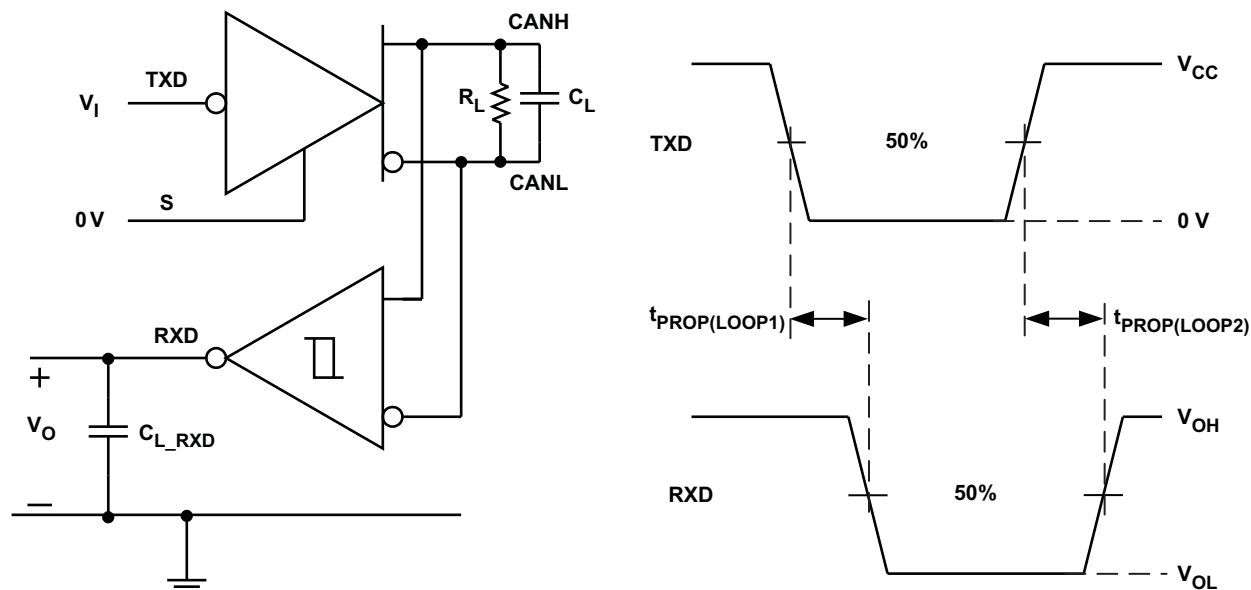 CANH
TXD
V_I
R_L
C_L
S
0 V
CANL
RXD
+
V_O
C_L_RXD
—
V_CC
TXD
50%
0 V
t_PROP(LOOP1)
t_PROP(LOOP2)
V_OH
RXD
50%
V_OL